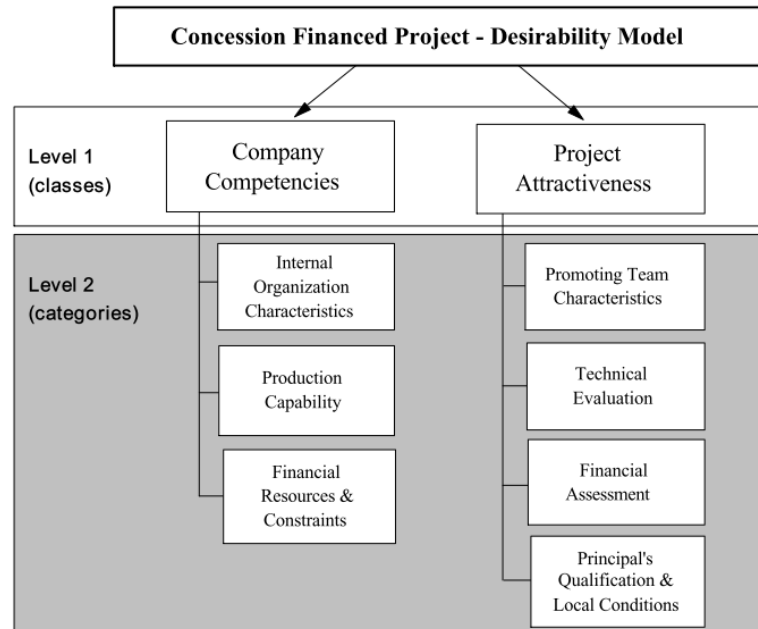 Concession Financed Project - Desirability Model
Level 1
(classes)
Company
Competencies
Project
Attractiveness
Level 2
(categories)
Internal
Organization
Characteristics
Production
Capability
Financial
Resources &
Constraints
Promoting Team
Characteristics
Technical
Evaluation
Financial
Assessment
Principal's
Qualification &
Local Conditions